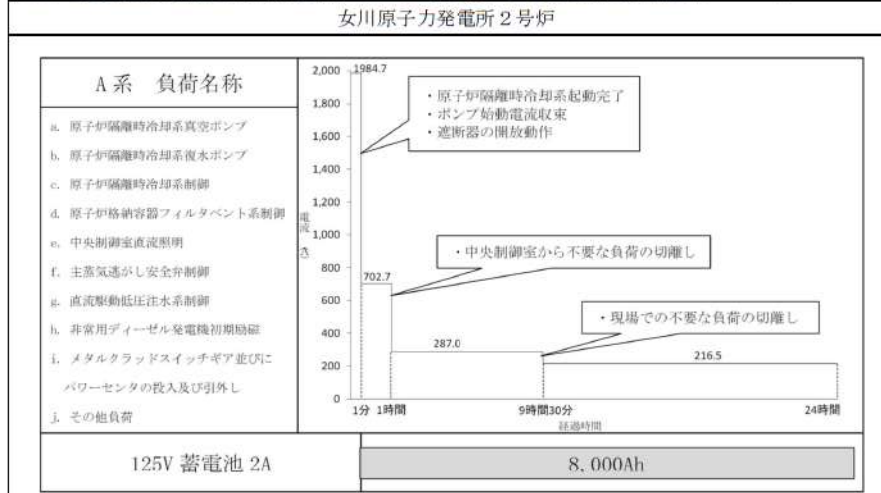 女川原子力発電所２号炉
A系　負荷名称
a. 原子炉隔離時冷却系真空ポンプ
b. 原子炉隔離時冷却系復水ポンプ
c. 原子炉隔離時冷却系制御
d. 原子炉格納容器フィルタベント系制御
e. 中央制御室直流照明
f. 主蒸気逃がし安全弁制御
g. 直流駆動低圧注水系制御
h. 非常用ディーゼル発電機初期励磁
i. メタルクラッドスイッチギア並びに
パワーセンタの投入及び引外し
j. その他負荷
2,000
1,800
1,600
1,400
1,200
1,000
800
600
400
200
0
電流
1984.7
・原子炉隔離時冷却系起動完了
・ポンプ始動電流収束
・遮断器の開放動作
702.7
・中央制御室から不要な負荷の切離し
287.0
・現場での不要な負荷の切離し
216.5
1分 1時間 9時間30分 24時間
経過時間
125V 蓄電池 2A
8,000Ah